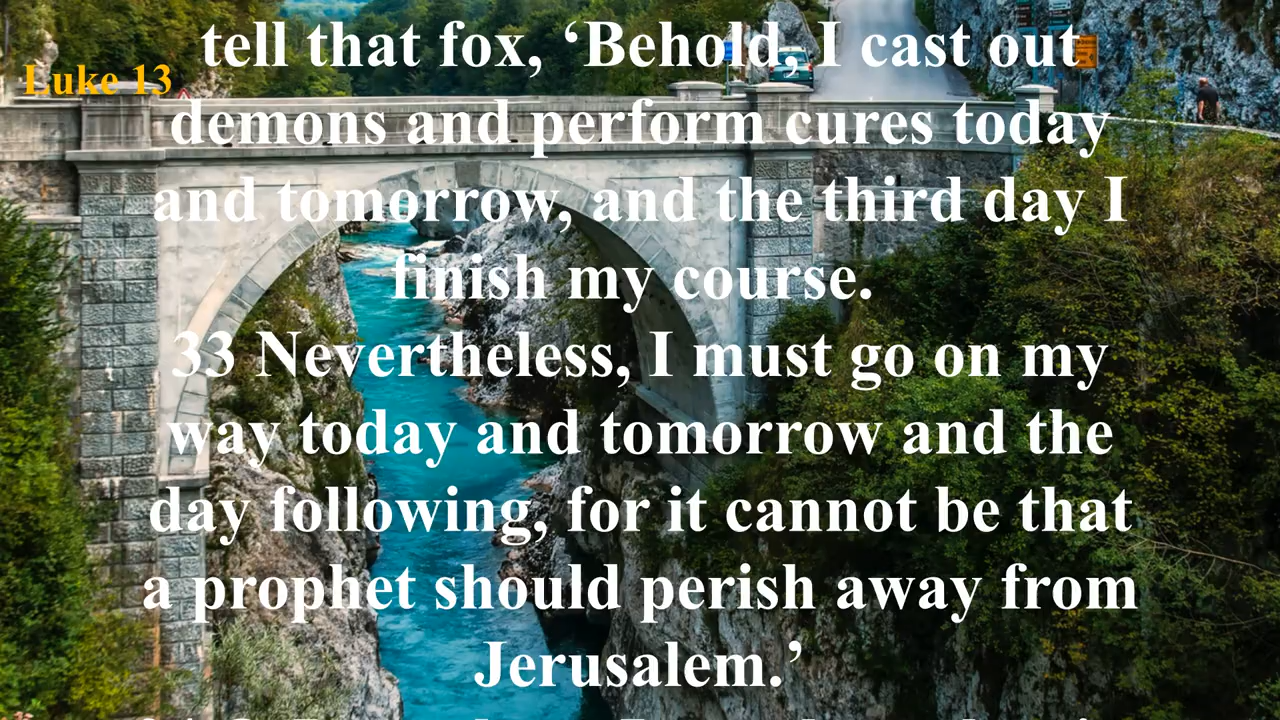 Luke 13
tell that fox, ‘Behold, I cast out
demons and perform cures today
and tomorrow, and the third day I
finish my course.
33 Nevertheless, I must go on my
way today and tomorrow and the
day following, for it cannot be that
a prophet should perish away from
Jerusalem.’